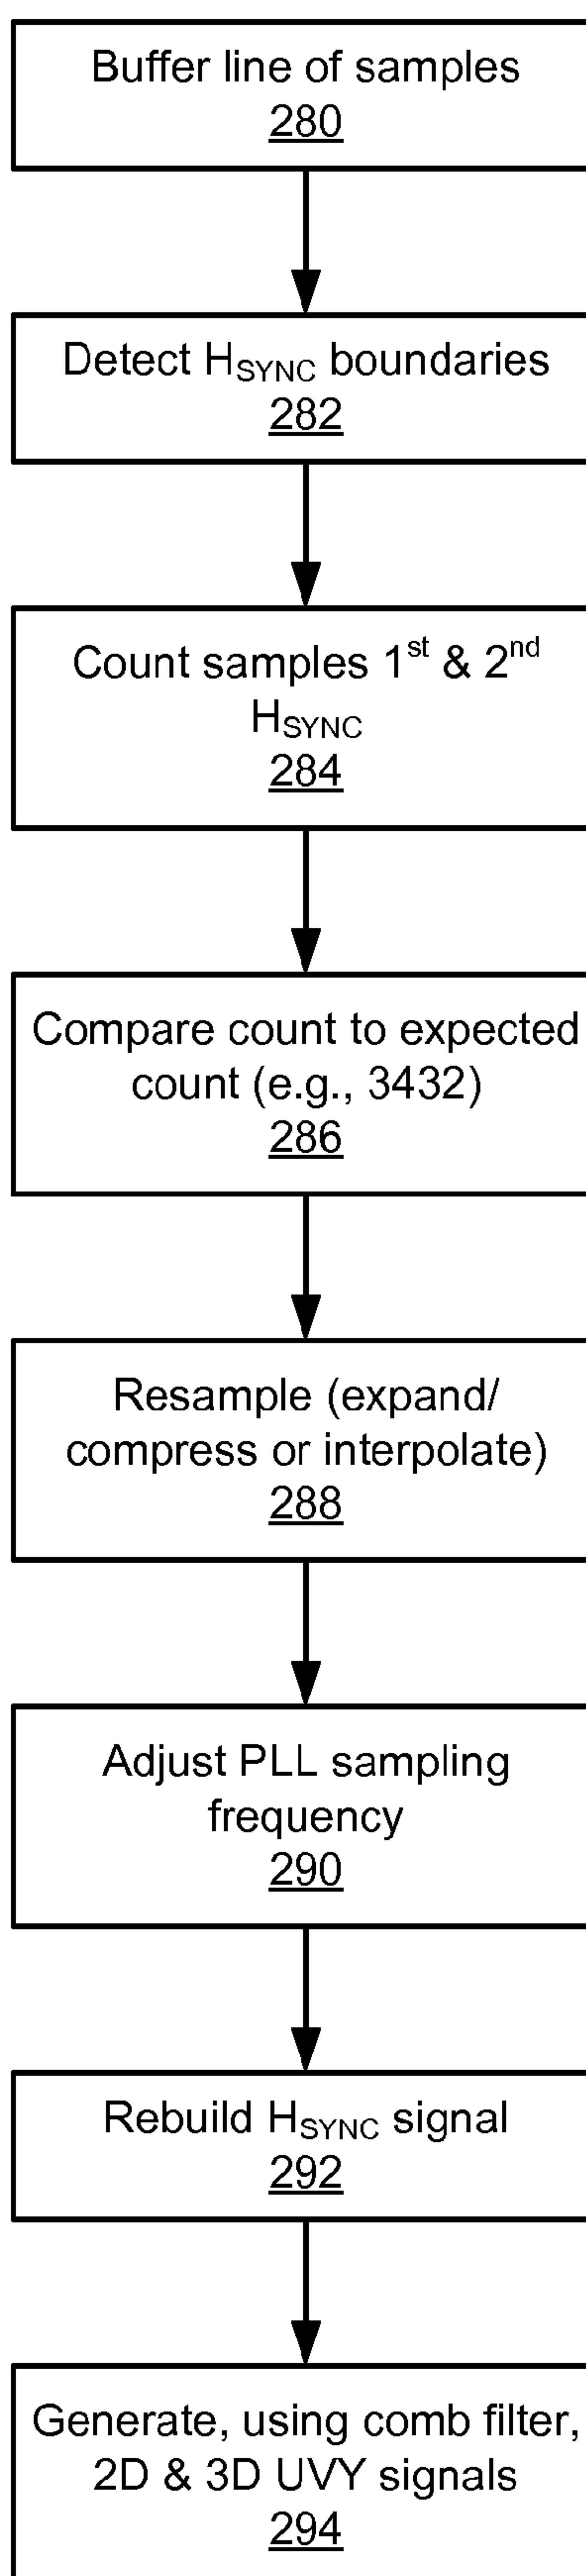 Buffer line of samples
280
Detect HSYNC boundaries
282
Count samples 1st & 2nd
HSYNC
284
Compare count to expected
count (e.g., 3432)
286
Resample (expand/
compress or interpolate)
288
Adjust PLL sampling
frequency
290
Rebuild HSYNC signal
292
Generate, using comb filter,
2D & 3D UVY signals
294